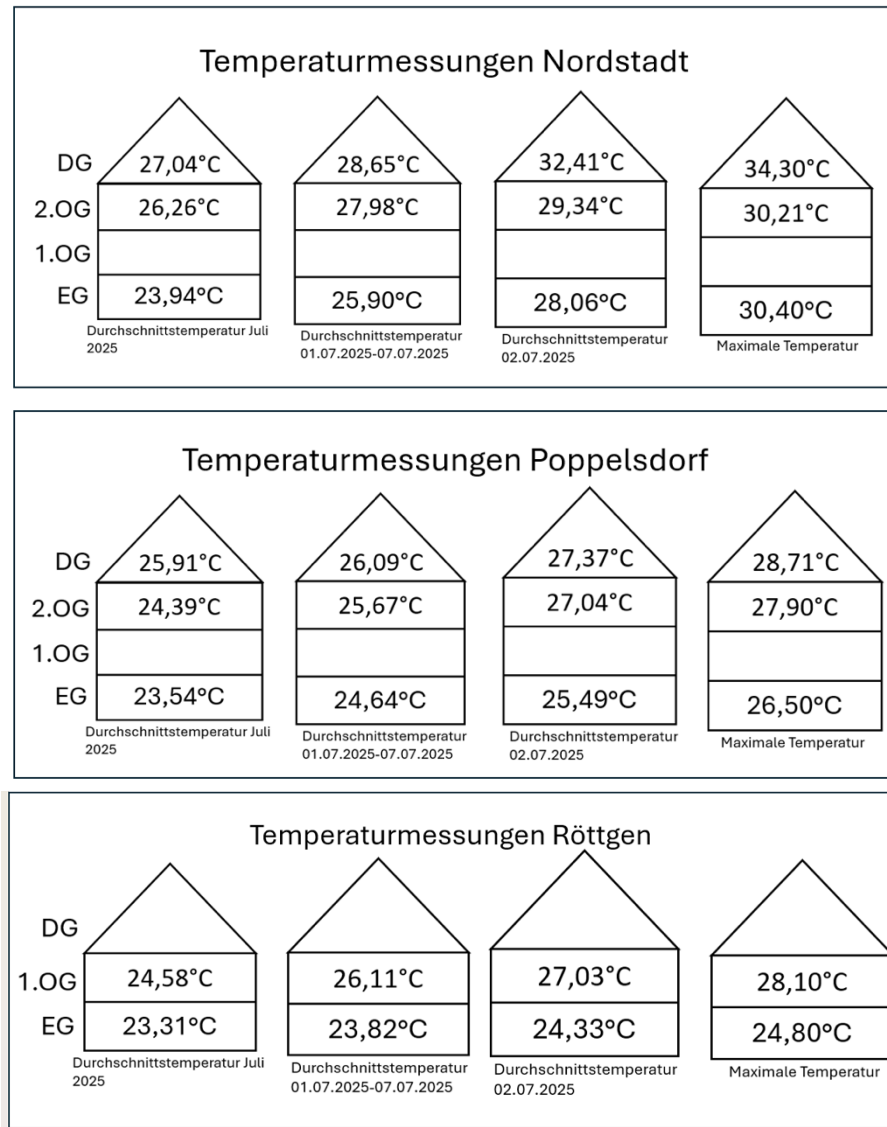 Temperaturmessungen Nordstadt
DG 27,04°C 28,65°C 32,41°C 34,30°C
2.OG 26,26°C 27,98°C 29,34°C 30,21°C
1.OG
EG 23,94°C 25,90°C 28,06°C 30,40°C
Durchschnittstemperatur Juli
2025
Durchschnittstemperatur
01.07.2025-07.07.2025
Durchschnittstemperatur
02.07.2025
Maximale Temperatur
Temperaturmessungen Poppelsdorf
DG 25,91°C 26,09°C 27,37°C 28,71°C
2.OG 24,39°C 25,67°C 27,04°C 27,90°C
1.OG
EG 23,54°C 24,64°C 25,49°C 26,50°C
Durchschnittstemperatur Juli
2025
Durchschnittstemperatur
01.07.2025-07.07.2025
Durchschnittstemperatur
02.07.2025
Maximale Temperatur
Temperaturmessungen Röttgen
DG
1.OG 24,58°C 26,11°C 27,03°C 28,10°C
EG 23,31°C 23,82°C 24,33°C 24,80°C
Durchschnittstemperatur Juli
2025
Durchschnittstemperatur
01.07.2025-07.07.2025
Durchschnittstemperatur
02.07.2025
Maximale Temperatur